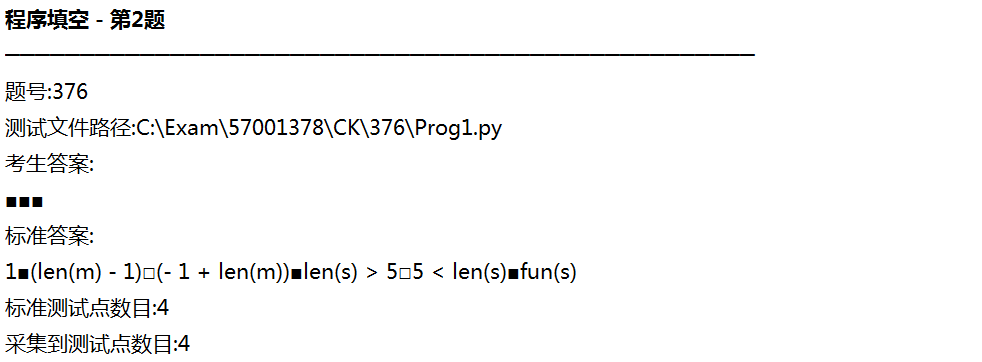 程序填空 - 第2题
——————————————————————————————————————————————————
题号:376
测试文件路径:C:\Exam\57001378\CK\376\Prog1.py
考生答案:
■■■
标准答案:
1■(len(m) - 1)□(- 1 + len(m))■len(s) > 5□5 < len(s)■fun(s)
标准测试点数目:4
采集到测试点数目:4